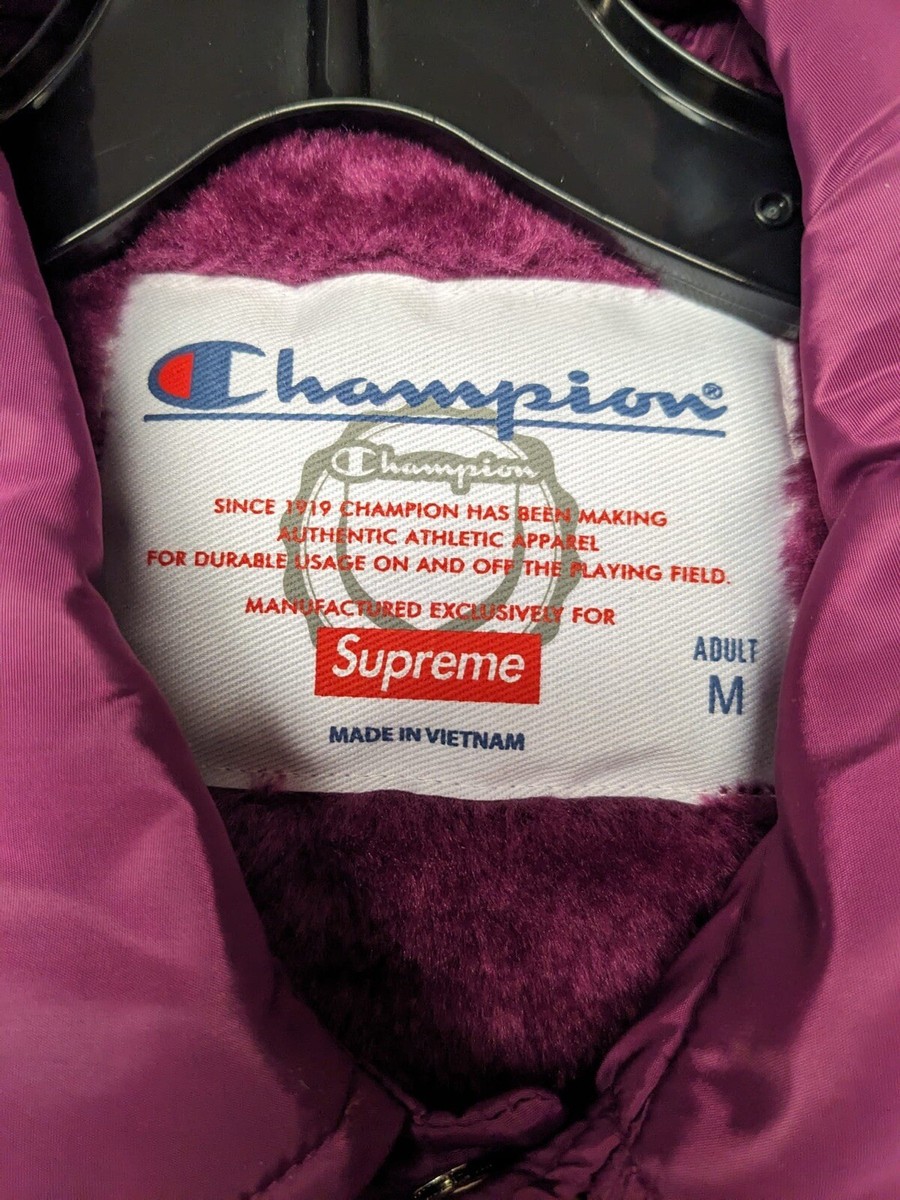 Champion®
Champion
SINCE 1919 CHAMPION HAS BEEN MAKING
AUTHENTIC ATHLETIC APPAREL
FOR DURABLE USAGE ON AND OFF THE PLAYING FIELD.
MANUFACTURED EXCLUSIVELY FOR
Supreme
ADULT
M
MADE IN VIETNAM